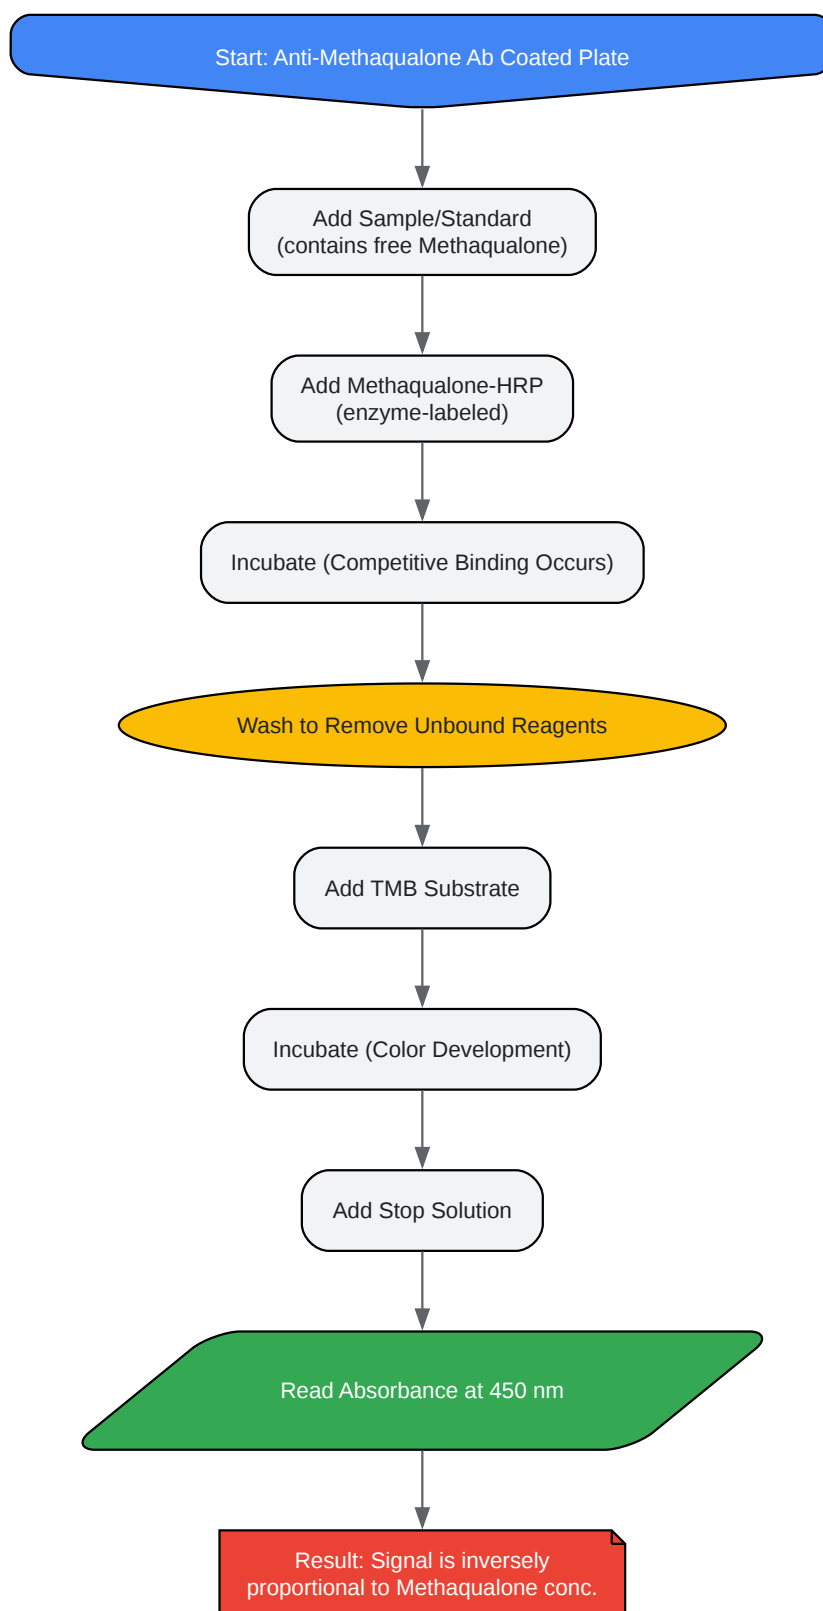 Start: Anti-Methaqualone Ab Coated Plate
Add Sample/Standard
(contains free Methaqualone)
Add Methaqualone-HRP
(enzyme-labeled)
Incubate (Competitive Binding Occurs)
Wash to Remove Unbound Reagents
Add TMB Substrate
Incubate (Color Development)
Add Stop Solution
Read Absorbance at 450 nm
Result: Signal is inversely
proportional to Methaqualone conc.